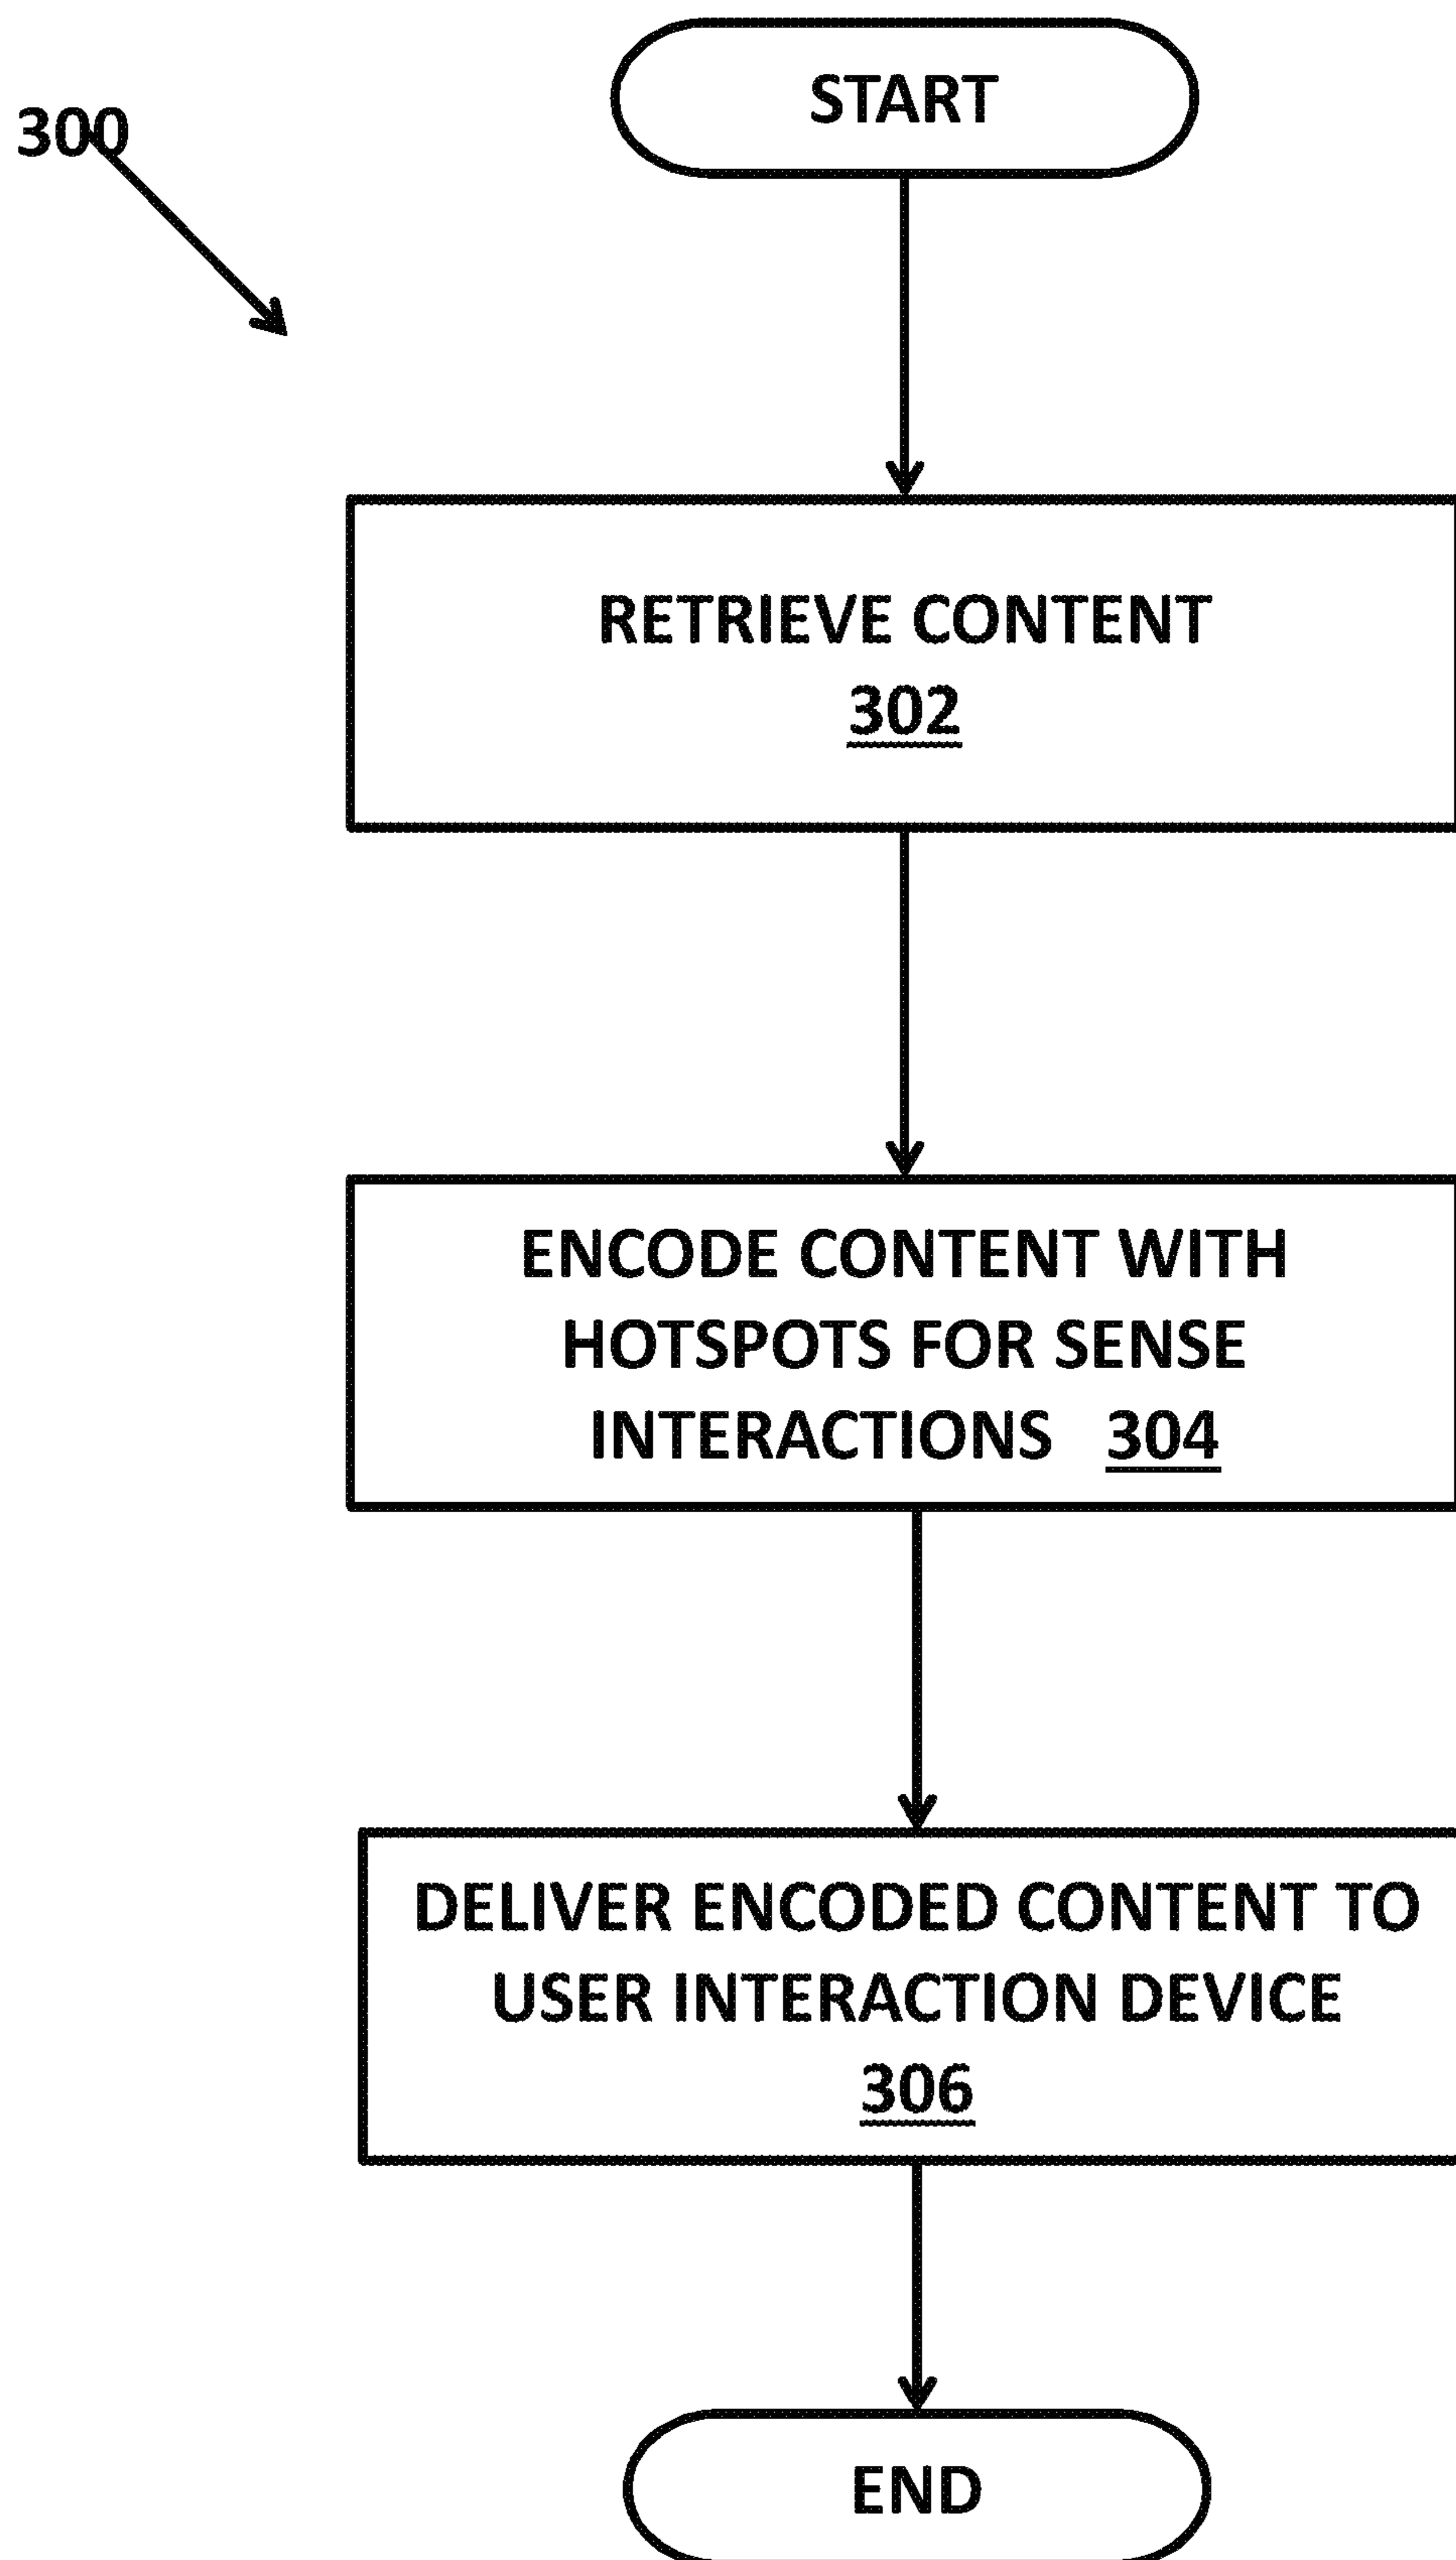 START
300
RETRIEVE CONTENT
302
ENCODE CONTENT WITH
HOTSPOTS FOR SENSE
INTERACTIONS 304
DELIVER ENCODED CONTENT TO
USER INTERACTION DEVICE
306
END